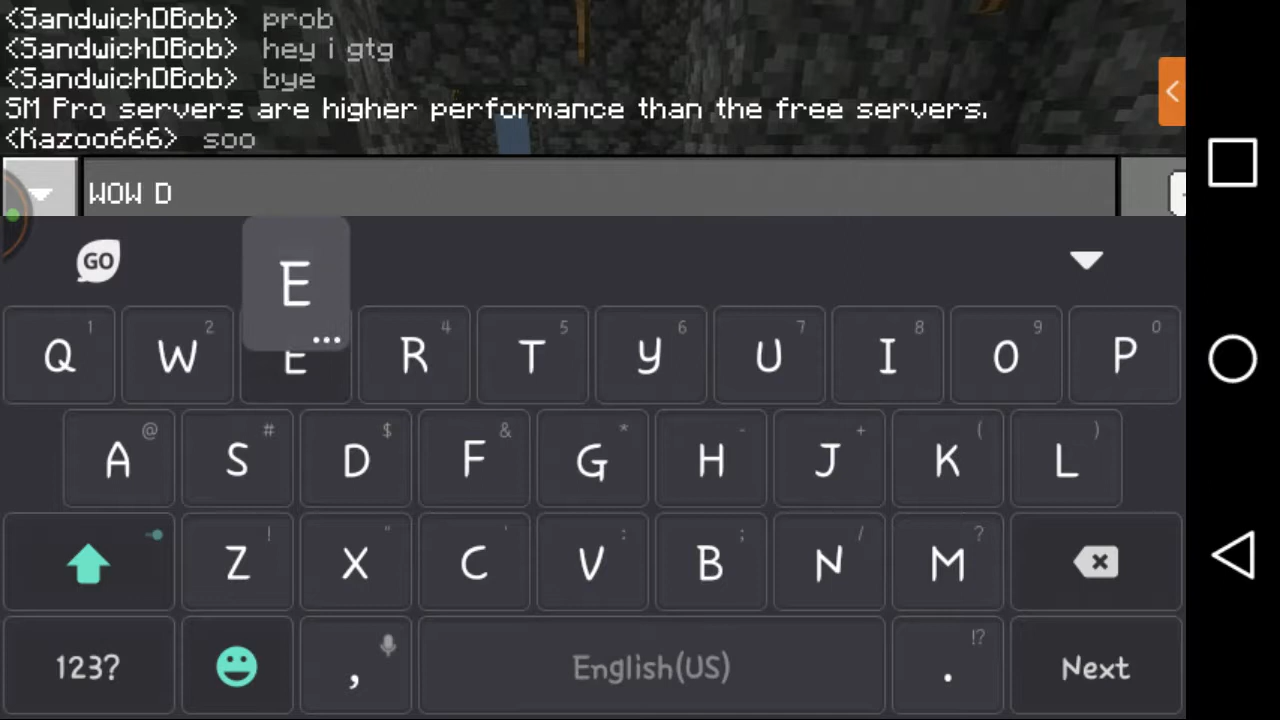 <SandwichDBob> prob
<SandwichDBob> hey i gtg
<SandwichDBob> bye
SM Pro servers are higher performance than the free servers.
<Kazoo666> soo
WOW D
GO
E
...
1 2 4 5 6 7 8 9 0
Q W E R T Y U I O P
@ # $ & * - + ( )
A S D F G H J K L
! " ' : ; / ?
Z X C V B N M
!?
123? , English(US) . Next